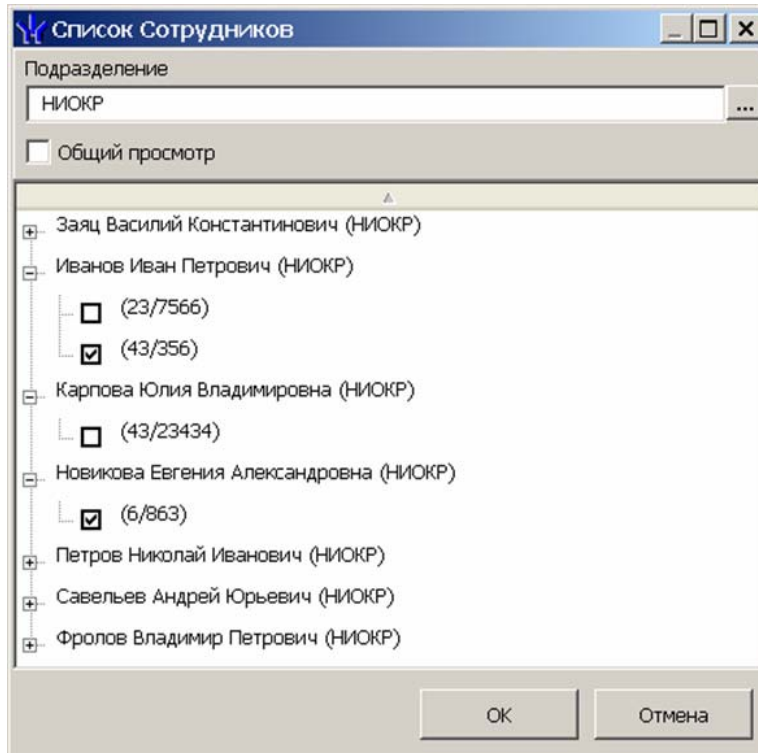 Список Сотрудников
Подразделение
НИОКР
...
Общий просмотр
Заяц Василий Константинович (НИОКР)
Иванов Иван Петрович (НИОКР)
(23/7566)
(43/356)
Карпова Юлия Владимировна (НИОКР)
(43/23434)
Новикова Евгения Александровна (НИОКР)
(6/863)
Петров Николай Иванович (НИОКР)
Савельев Андрей Юрьевич (НИОКР)
Фролов Владимир Петрович (НИОКР)
ОК Отмена